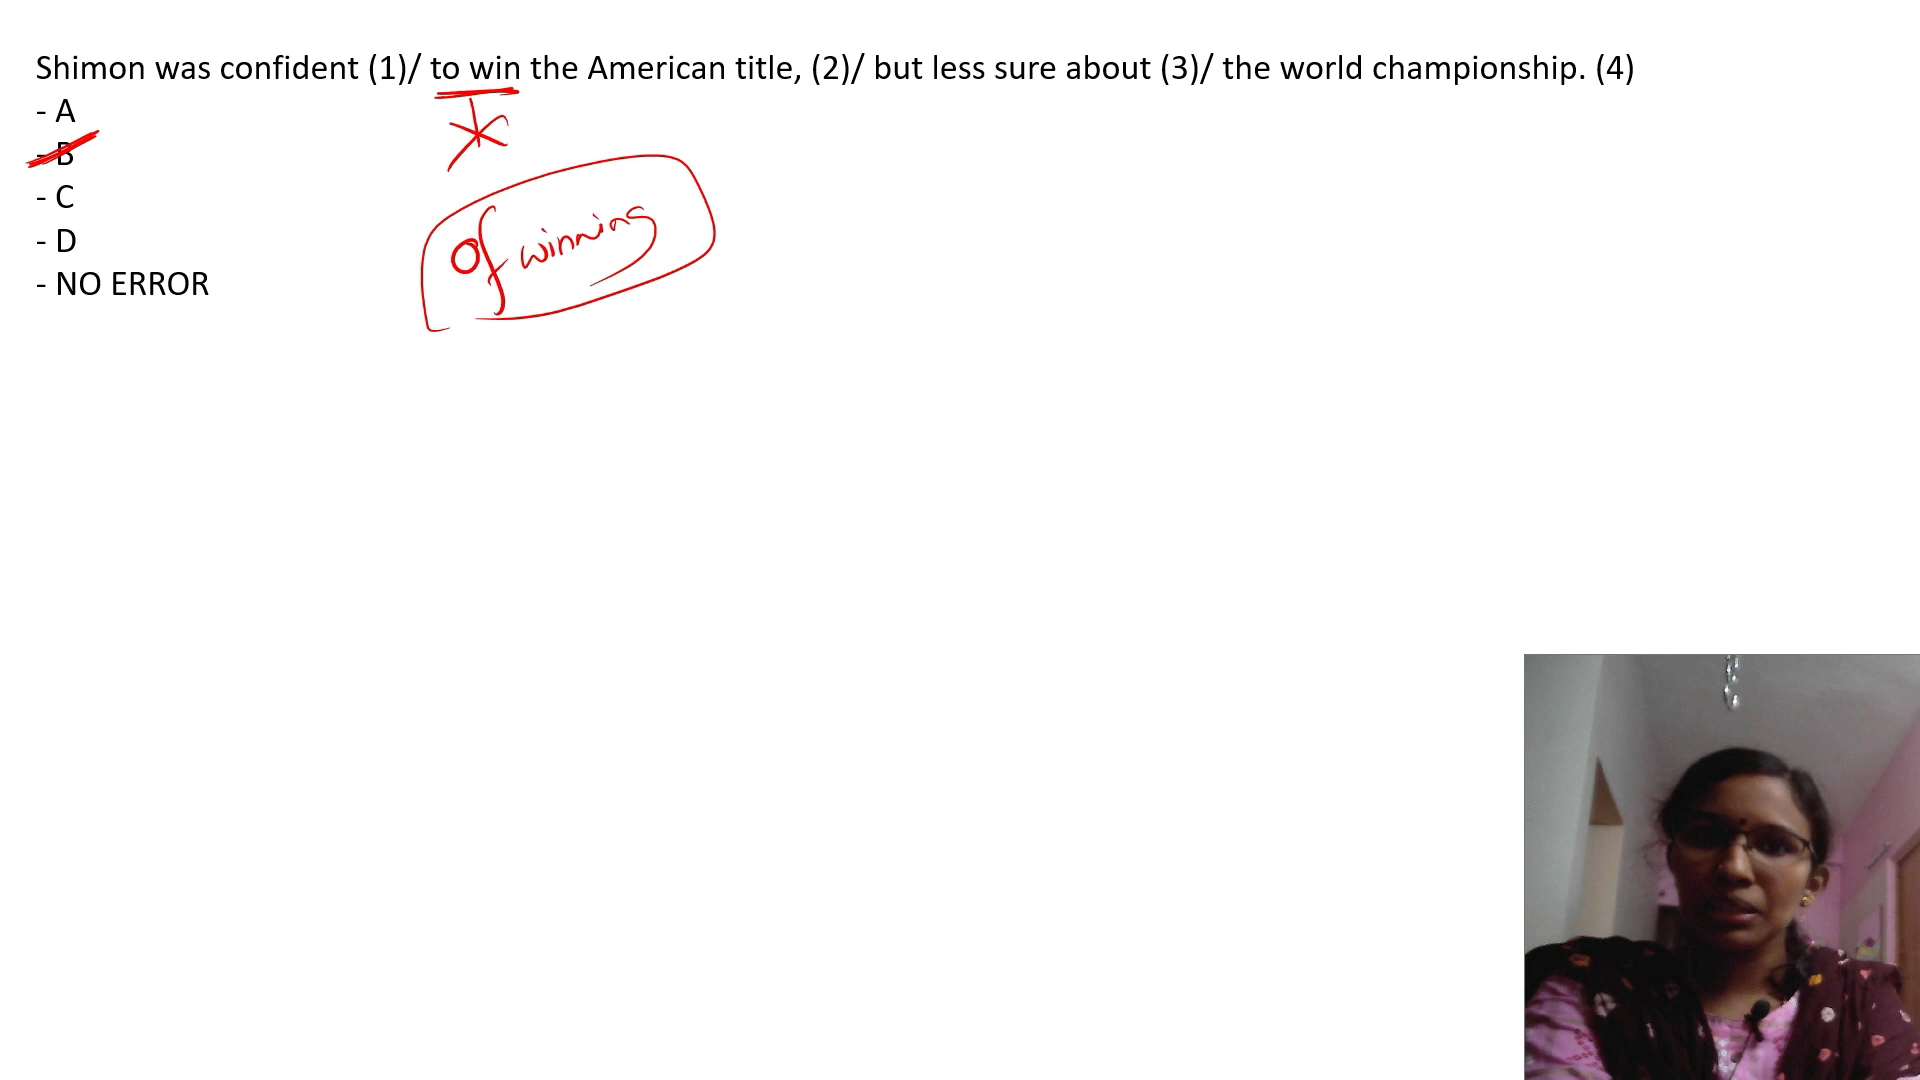 Shimon was confident (1)/ to win the American title, (2)/ but less sure about (3)/ the world championship. (4)
- A
- B
- C
- D
- NO ERROR
of winning